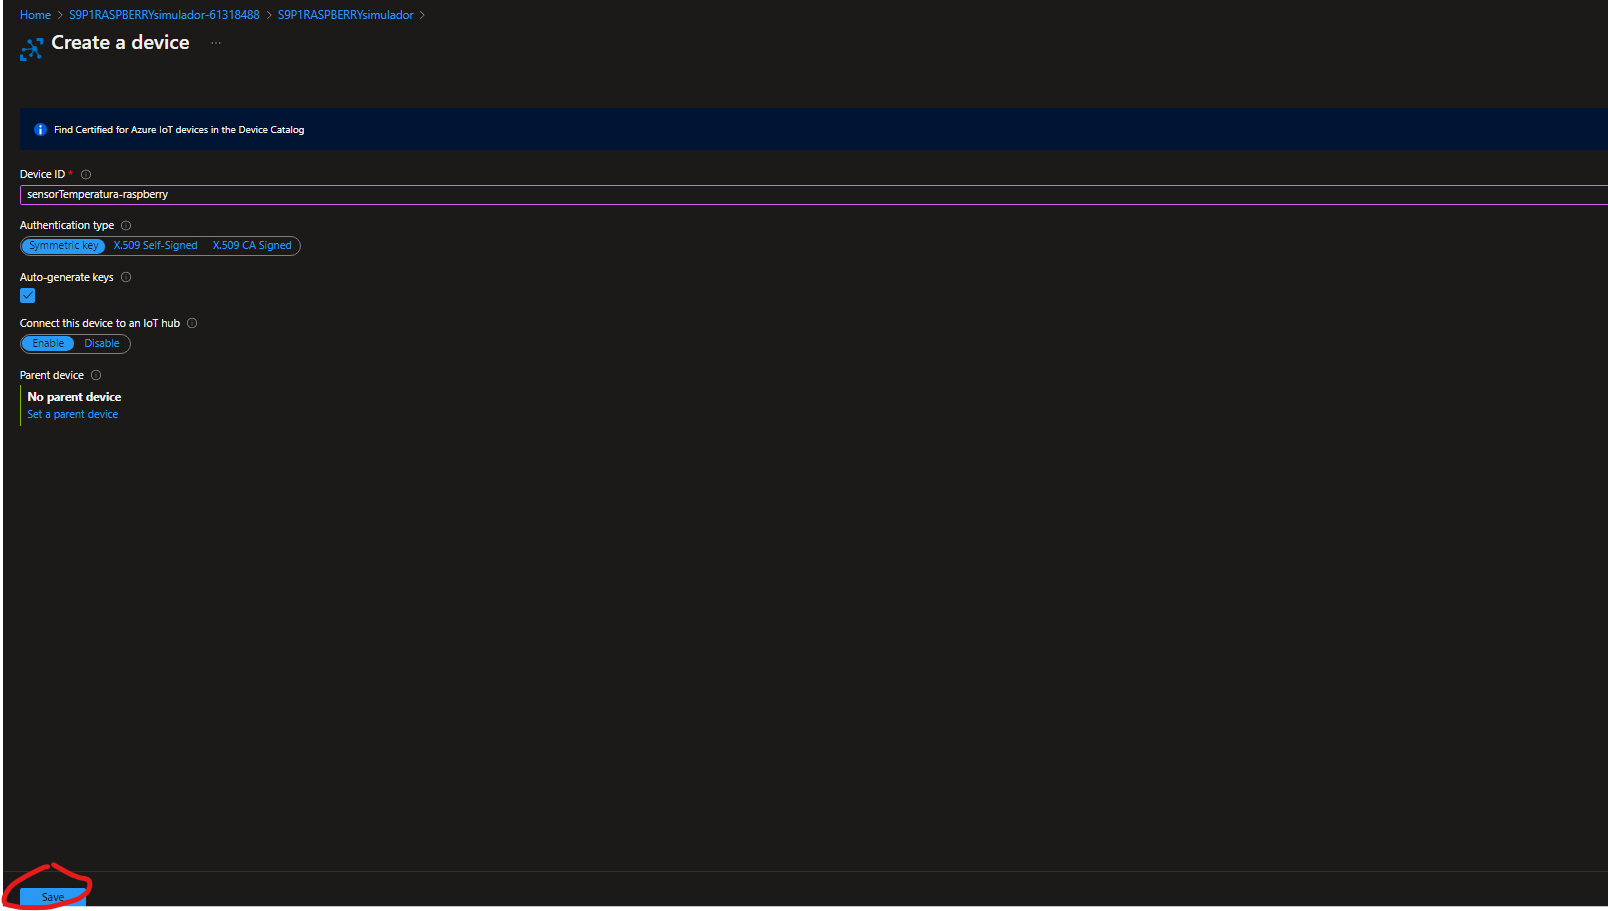 Home > S9P1RASPBERRYsimulador-61318488 > S9P1RASPBERRYsimulador >
Create a device ...
Find Certified for Azure IoT devices in the Device Catalog
Device ID *
sensorTemperatura-raspberry
Authentication type
Symmetric key X.509 Self-Signed X.509 CA Signed
Auto-generate keys
Connect this device to an IoT hub
Enable Disable
Parent device
No parent device
Set a parent device
Save